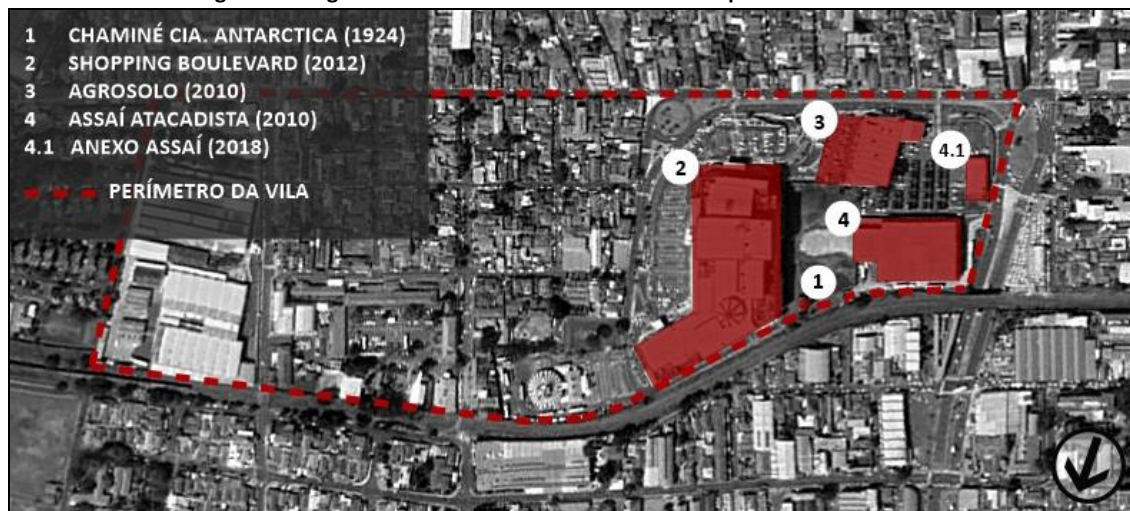 1 CHAMINÉ CIA. ANTARCTICA (1924)
2 SHOPPING BOULEVARD (2012)
3 AGROSOLO (2010)
4 ASSAÍ ATACADISTA (2010)
4.1 ANEXO ASSAÍ (2018)
PERÍMETRO DA VILA
3
4.1
2
4
1